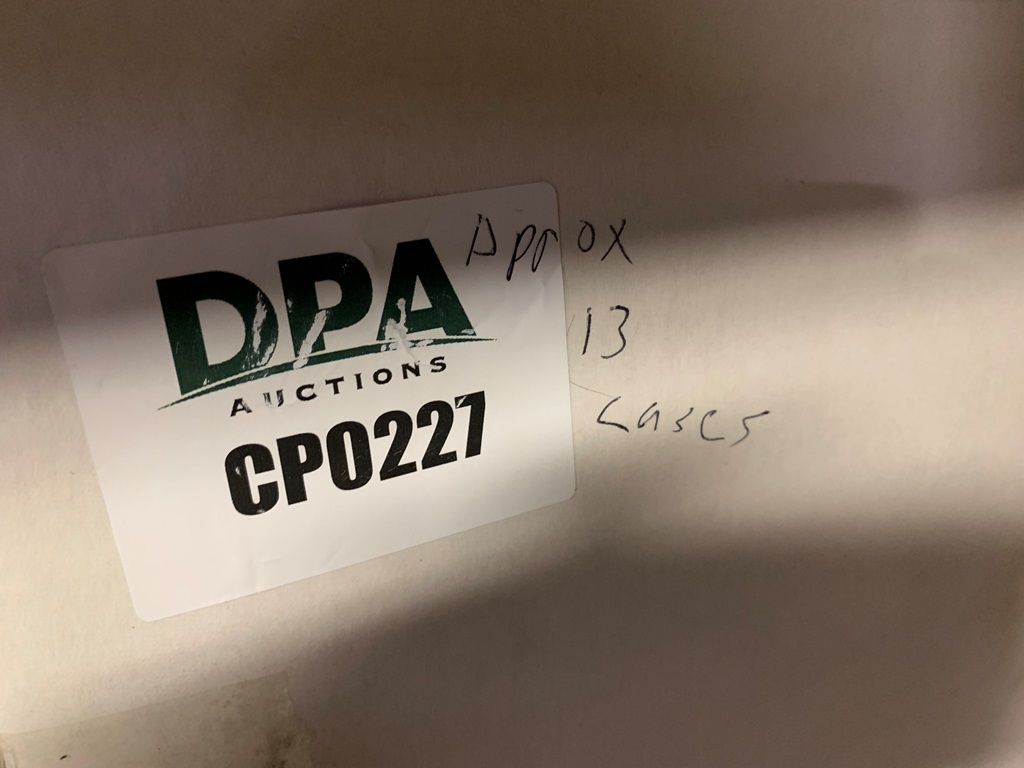 DPA
AUCTIONS
CP0227
Approx
13
cases